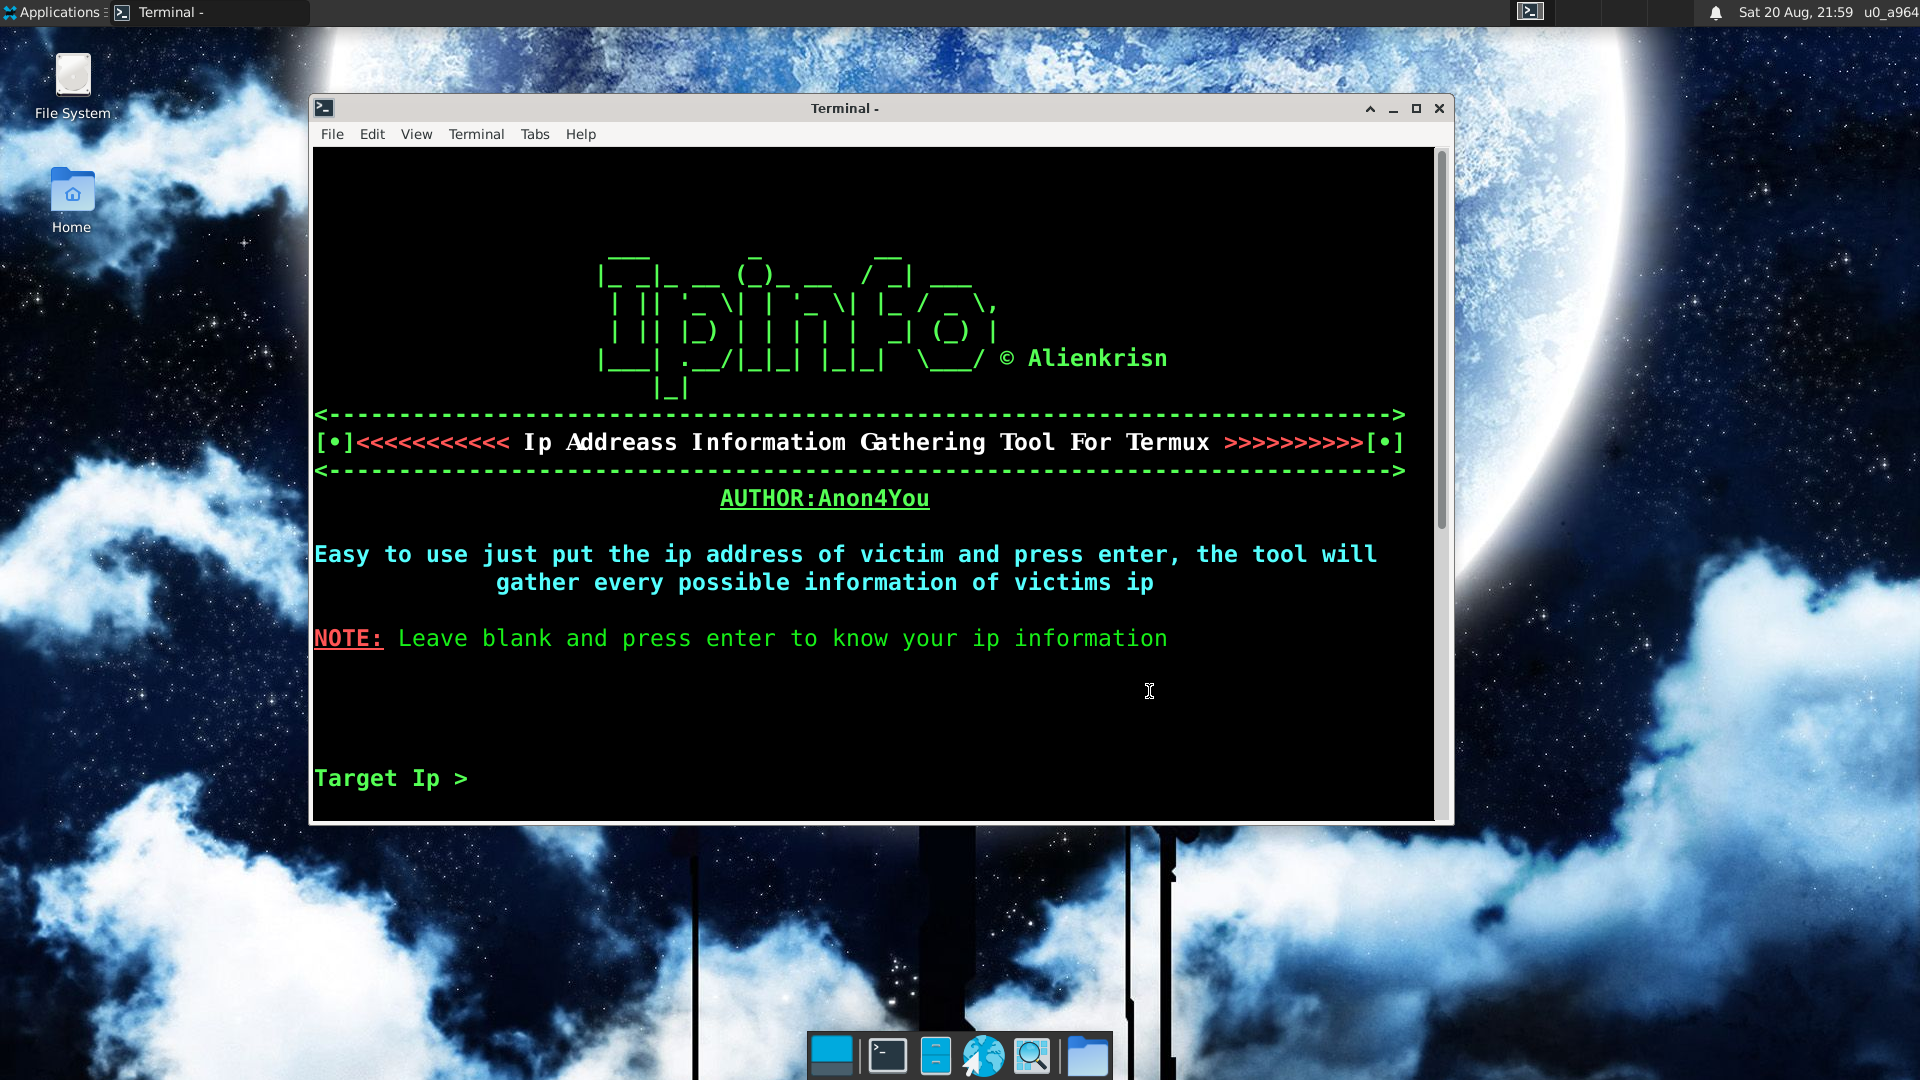 Applications
Terminal -
Sat 20 Aug, 21:59
u0_a964
File System
Home
Terminal -
File Edit View Terminal Tabs Help
Ipinfo
© Alienkrisn
<---------------------------------------------------------------------------->
[•]<<<<<<<<<<< Ip Addreass Informatiom Gathering Tool For Termux >>>>>>>>>>[•]
<---------------------------------------------------------------------------->
AUTHOR:Anon4You
Easy to use just put the ip address of victim and press enter, the tool will
gather every possible information of victims ip
NOTE: Leave blank and press enter to know your ip information
Target Ip >